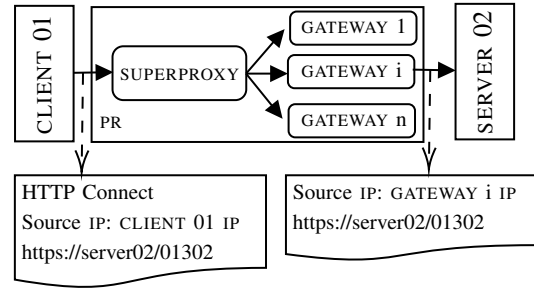 CLIENT 01
SUPERPROXY
GATEWAY 1
GATEWAY i
GATEWAY n
PR
SERVER 02
HTTP Connect
Source IP: CLIENT 01 IP
https://server02/01302
Source IP: GATEWAY i IP
https://server02/01302